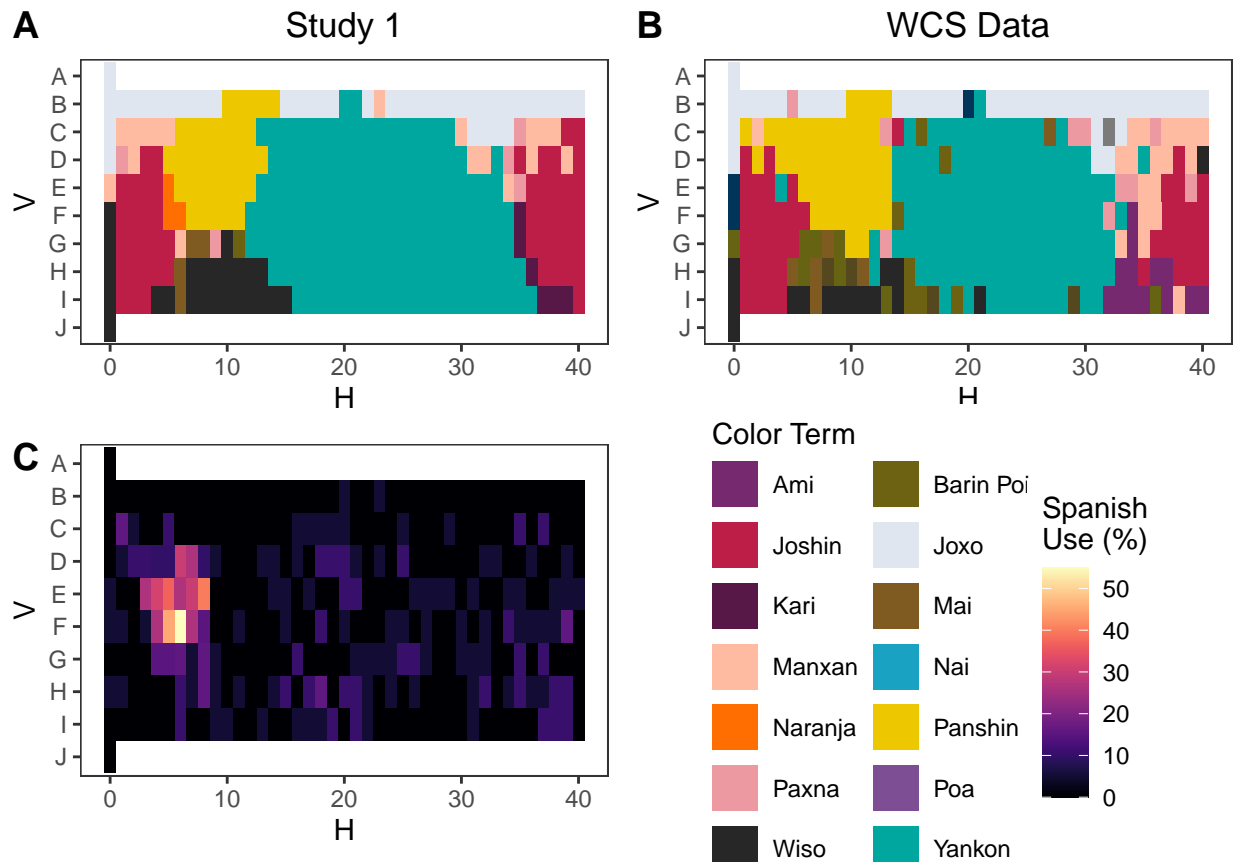 A
Study 1
B
WCS Data
A
B
C
D
E
F
G
H
I
J
V
0
10
20
30
40
H
A
B
C
D
E
F
G
H
I
J
V
0
10
20
30
40
H
C
A
B
C
D
E
F
G
H
I
J
V
0
10
20
30
40
H
Color Term
Ami
Joshin
Kari
Manxan
Naranja
Paxna
Wiso
Barin Poi
Joxo
Mai
Nai
Panshin
Poa
Yankon
Spanish
Use (%)
50
40
30
20
10
0